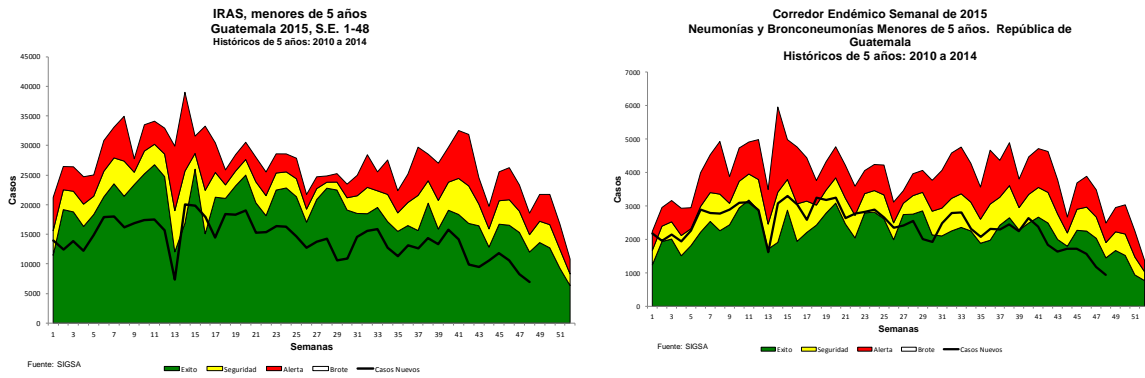 IRAS, menores de 5 años
Guatemala 2015, S.E. 1-48
Históricos de 5 años: 2010 a 2014
45000
40000
35000
30000
25000
20000
15000
10000
5000
0
Casos
1 3 5 7 9 11 13 15 17 19 21 23 25 27 29 31 33 35 37 39 41 43 45 47 49 51
Semanas
Fuente: SIGSA
Exito Seguridad Alerta Brote Casos Nuevos
Corredor Endémico Semanal de 2015
Neumonías y Bronconeumonías Menores de 5 años. República de
Guatemala
Históricos de 5 años: 2010 a 2014
7000
6000
5000
4000
3000
2000
1000
0
Casos
1 3 5 7 9 11 13 15 17 19 21 23 25 27 29 31 33 35 37 39 41 43 45 47 49 51
Semanas
Fuente: SIGSA
Exito Seguridad Alerta Brote Casos Nuevos